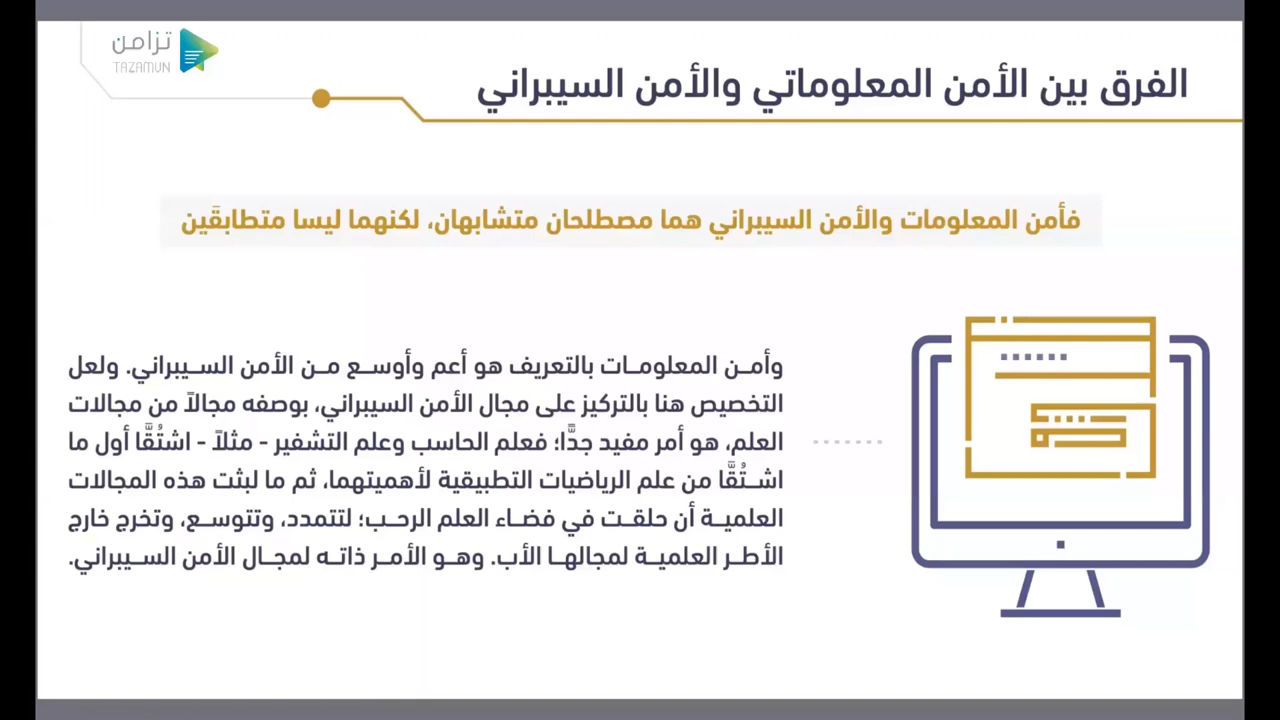 تزامن
TAZAMUN
الفرق بين الأمن المعلوماتي والأمن السيبراني
فأمن المعلومات والأمن السيبراني هما مصطلحان متشابهان، لكنهما ليسا متطابقَين
وأمـن المعلومـات بالتعريف هو أعم وأوسـع مـن الأمن السـيبراني. ولعل
التخصيص هنا بالتركيز على مجال الأمن السيبراني، بوصفه مجالاً من مجالات
العلم، هو أمر مفيد جدًّا؛ فعلم الحاسب وعلم التشفير - مثلاً - اشتُقَّا أول ما
اشـتُقَّا من علم الرياضيات التطبيقية لأهميتهما، ثم ما لبثت هذه المجالات
العلميـة أن حلقـت في فضـاء العلم الرحـب؛ لتتمدد، وتتوسـع، وتخرج خارج
الأطـر العلميـة لمجالهـا الأب. وهـو الأمـر ذاتـه لمجـال الأمن السـيبراني.